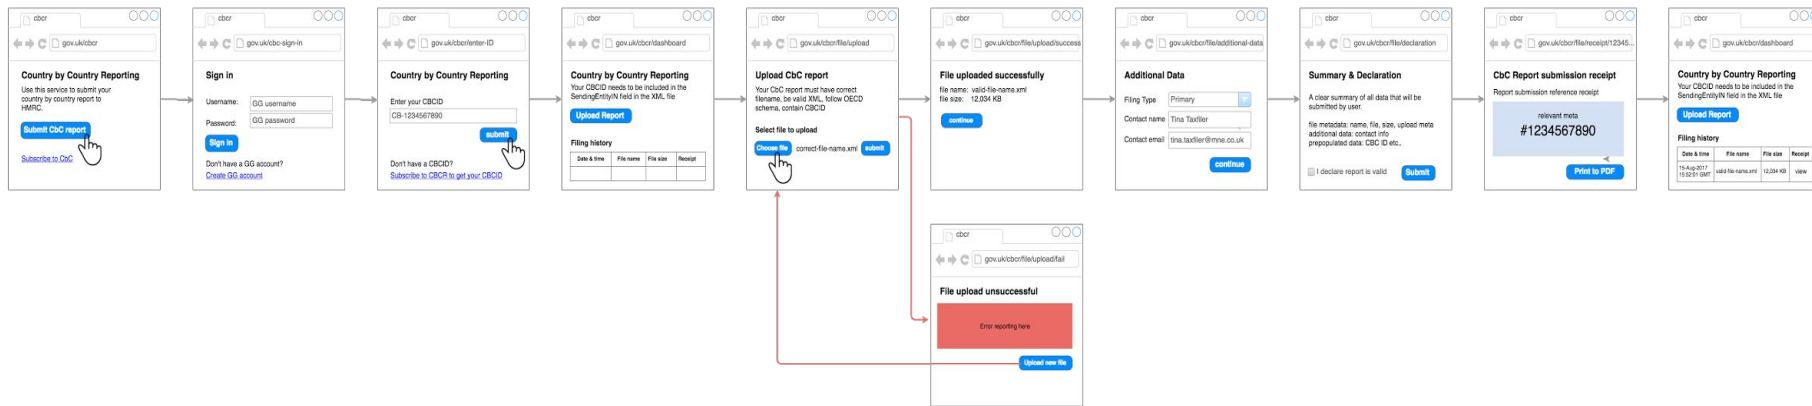 cbcr
gov.uk/cbcr
Country by Country Reporting
Use this service to submit your
country by country report to
HMRC.
Submit CbC report
Subscribe to CbC
cbcr
gov.uk/cbc-sign-in
Sign in
Username:
GG username
Password:
GG password
Sign in
Don't have a GG account?
Create GG account
cbcr
gov.uk/cbcr/enter-ID
Country by Country Reporting
Enter your CBCID
CB-1234567890
submit
Don't have a CBCID?
Subscribe to CBCR to get your CBCID
cbcr
gov.uk/cbcr/dashboard
Country by Country Reporting
Your CBCID needs to be included in the
SendingEntityIN field in the XML file
Upload Report
Filing history
Date & time File name File size Receipt
cbcr
gov.uk/cbcr/file/upload
Upload CbC report
Your CbC report must have correct
filename, be valid XML, follow OECD
schema, contain CBCID
Select file to upload
Choose file correct-file-name.xml submit
cbcr
gov.uk/cbcr/file/upload/success
File uploaded successfully
file name: valid-file-name.xml
file size: 12,034 KB
continue
cbcr
gov.uk/cbcr/file/additional-data
Additional Data
Filing Type Primary
Contact name Tina Taxfiler
Contact email tina.taxfiler@mne.co.uk
continue
cbcr
gov.uk/cbcr/file/declaration
Summary & Declaration
A clear summary of all data that will be
submitted by user.
file metadata: name, file, size, upload meta
additional data: contact info
prepopulated data: CBC ID etc..
I declare report is valid Submit
cbcr
gov.uk/cbcr/file/receipt/12345...
CbC Report submission receipt
Report submission reference receipt
relevant meta
#1234567890
Print to PDF
cbcr
gov.uk/cbcr/dashboard
Country by Country Reporting
Your CBCID needs to be included in the
SendingEntityIN field in the XML file
Upload Report
Filing history
Date & time File name File size Receipt
15-Aug-2017
15:52:01 GMT valid-file-name.xml 12,034 KB view
cbcr
gov.uk/cbcr/file/upload/fail
File upload unsuccessful
Error reporting here
Upload new file